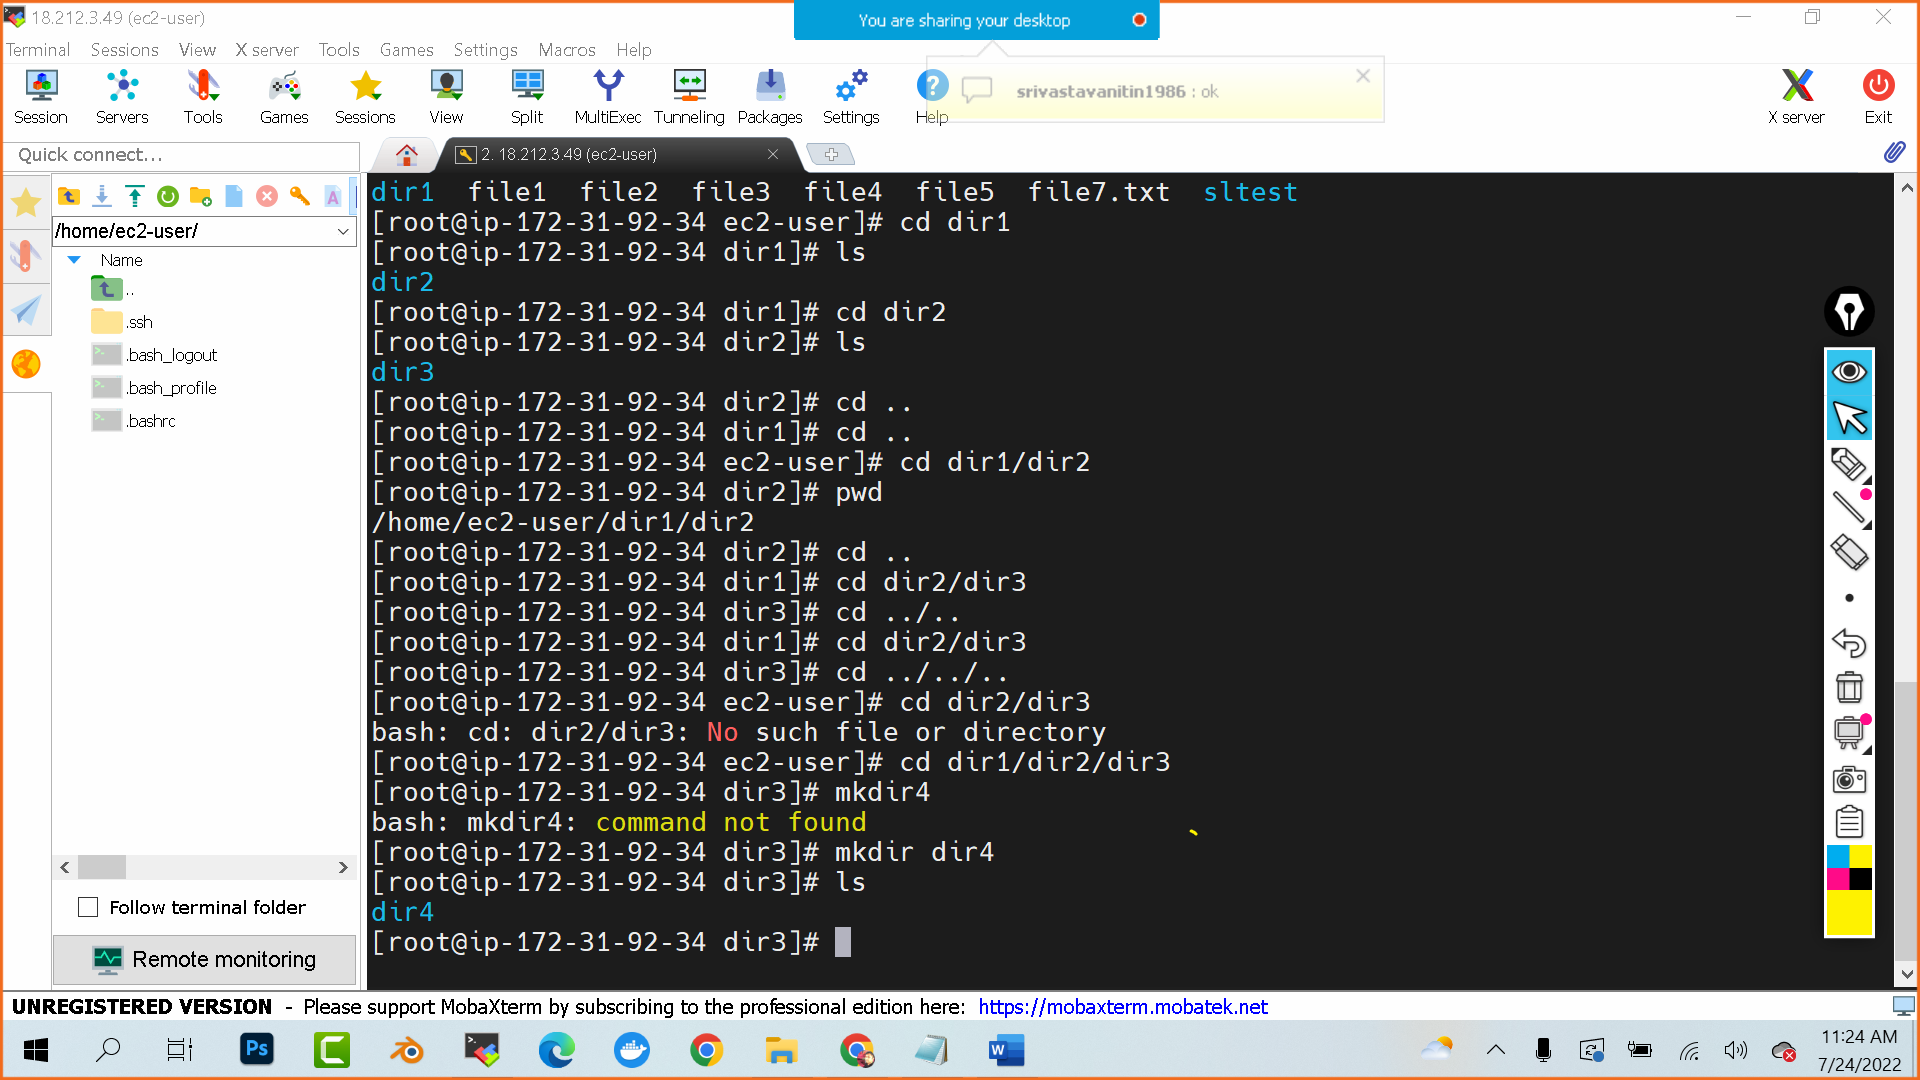 18.212.3.49 (ec2-user)
You are sharing your desktop
Terminal Sessions View X server Tools Games Settings Macros Help
srivastavanitin1986 : ok
Session Servers Tools Games Sessions View Split MultiExec Tunneling Packages Settings Help X server Exit
Quick connect...
2. 18.212.3.49 (ec2-user)
/home/ec2-user/
Name
..
.ssh
.bash_logout
.bash_profile
.bashrc
Follow terminal folder
Remote monitoring
dir1 file1 file2 file3 file4 file5 file7.txt sltest
[root@ip-172-31-92-34 ec2-user]# cd dir1
[root@ip-172-31-92-34 dir1]# ls
dir2
[root@ip-172-31-92-34 dir1]# cd dir2
[root@ip-172-31-92-34 dir2]# ls
dir3
[root@ip-172-31-92-34 dir2]# cd ..
[root@ip-172-31-92-34 dir1]# cd ..
[root@ip-172-31-92-34 ec2-user]# cd dir1/dir2
[root@ip-172-31-92-34 dir2]# pwd
/home/ec2-user/dir1/dir2
[root@ip-172-31-92-34 dir2]# cd ..
[root@ip-172-31-92-34 dir1]# cd dir2/dir3
[root@ip-172-31-92-34 dir3]# cd ../..
[root@ip-172-31-92-34 dir1]# cd dir2/dir3
[root@ip-172-31-92-34 dir3]# cd ../../..
[root@ip-172-31-92-34 ec2-user]# cd dir2/dir3
bash: cd: dir2/dir3: No such file or directory
[root@ip-172-31-92-34 ec2-user]# cd dir1/dir2/dir3
[root@ip-172-31-92-34 dir3]# mkdir4
bash: mkdir4: command not found
[root@ip-172-31-92-34 dir3]# mkdir dir4
[root@ip-172-31-92-34 dir3]# ls
dir4
[root@ip-172-31-92-34 dir3]#
UNREGISTERED VERSION - Please support MobaXterm by subscribing to the professional edition here: https://mobaxterm.mobatek.net
Ps
11:24 AM
7/24/2022